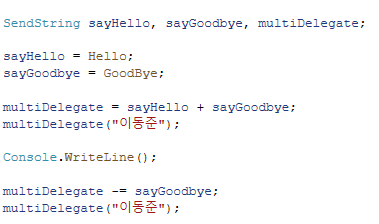 SendString sayHello, sayGoodbye, multiDelegate;
sayHello = Hello;
sayGoodbye = GoodBye;
multiDelegate = sayHello + sayGoodbye;
multiDelegate("이동준");
Console.WriteLine();
multiDelegate -= sayGoodbye;
multiDelegate("이동준");